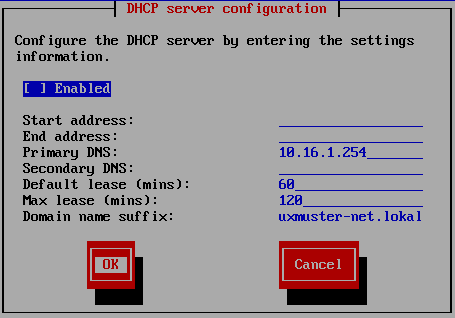 DHCP server configuration
Configure the DHCP server by entering the settings
information.
[ ] Enabled
Start address:
End address:
Primary DNS: 10.16.1.254
Secondary DNS:
Default lease (mins): 60
Max lease (mins): 120
Domain name suffix: uxmuster-net.lokal
OK Cancel